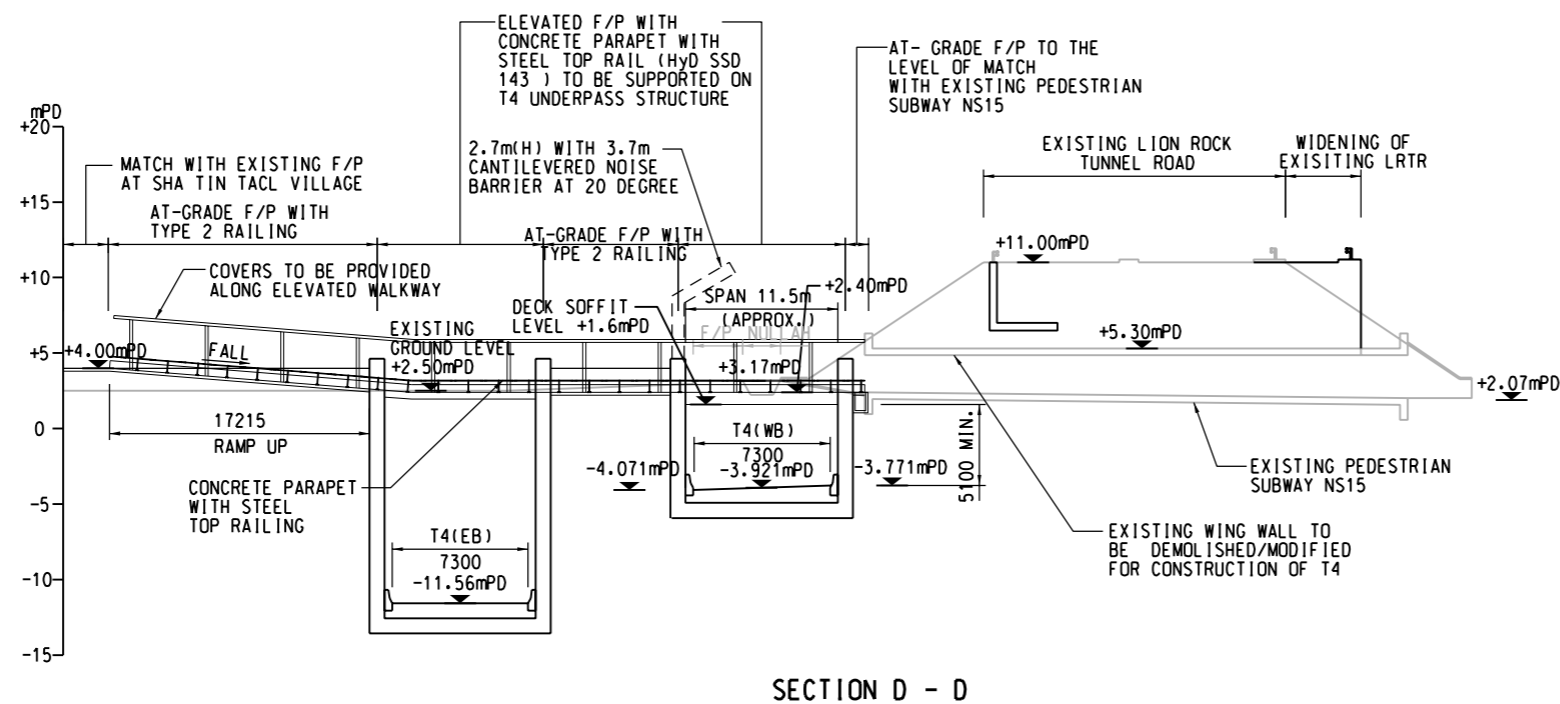 ELEVATED F/P WITH
CONCRETE PARAPET WITH
STEEL TOP RAIL (HyD SSD
143 ) TO BE SUPPORTED ON
T4 UNDERPASS STRUCTURE
AT- GRADE F/P TO THE
LEVEL OF MATCH
WITH EXISTING PEDESTRIAN
SUBWAY NS15
mPD
+20
+15
+10
+5
0
-5
-10
-15
MATCH WITH EXISTING F/P
AT SHA TIN TACL VILLAGE
2.7m(H) WITH 3.7m
CANTILEVERED NOISE
BARRIER AT 20 DEGREE
EXISTING LION ROCK
TUNNEL ROAD
WIDENING OF
EXISITING LRTR
AT-GRADE F/P WITH
TYPE 2 RAILING
AT-GRADE F/P WITH
TYPE 2 RAILING
+11.00mPD
COVERS TO BE PROVIDED
ALONG ELEVATED WALKWAY
DECK SOFFIT
LEVEL +1.6mPD
SPAN 11.5m
(APPROX.)
+2.40mPD
F/P NULLAH
EXISTING
GROUND LEVEL
+2.50mPD
+5.30mPD
+4.00mPD
FALL
+3.17mPD
+2.07mPD
17215
RAMP UP
T4(WB)
7300
-4.071mPD
-3.921mPD
-3.771mPD
5100 MIN.
EXISTING PEDESTRIAN
SUBWAY NS15
CONCRETE PARAPET
WITH STEEL
TOP RAILING
EXISTING WING WALL TO
BE DEMOLISHED/MODIFIED
FOR CONSTRUCTION OF T4
T4(EB)
7300
-11.56mPD
SECTION D - D